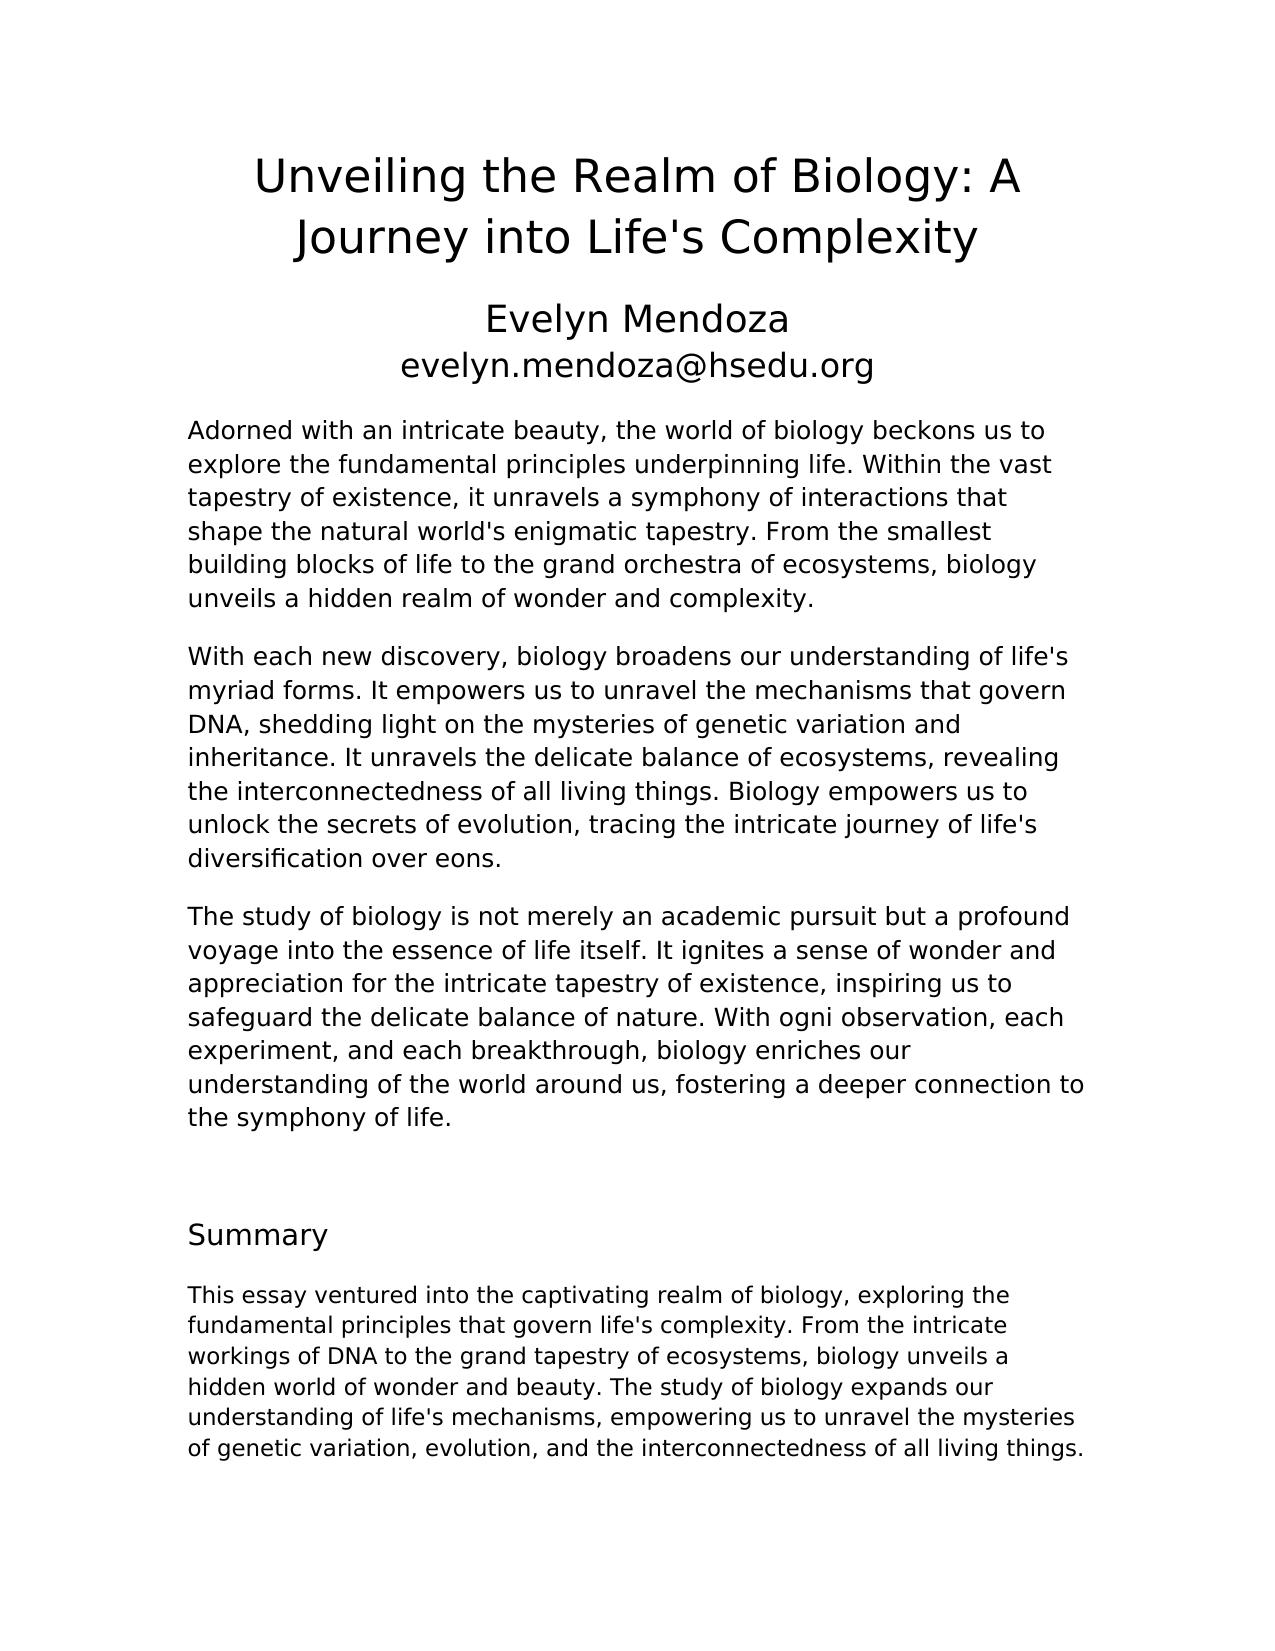 Unveiling the Realm of Biology: A
Journey into Life's Complexity
Evelyn Mendoza
evelyn.mendoza@hsedu.org
Adorned with an intricate beauty, the world of biology beckons us to
explore the fundamental principles underpinning life. Within the vast
tapestry of existence, it unravels a symphony of interactions that
shape the natural world's enigmatic tapestry. From the smallest
building blocks of life to the grand orchestra of ecosystems, biology
unveils a hidden realm of wonder and complexity.
With each new discovery, biology broadens our understanding of life's
myriad forms. It empowers us to unravel the mechanisms that govern
DNA, shedding light on the mysteries of genetic variation and
inheritance. It unravels the delicate balance of ecosystems, revealing
the interconnectedness of all living things. Biology empowers us to
unlock the secrets of evolution, tracing the intricate journey of life's
diversification over eons.
The study of biology is not merely an academic pursuit but a profound
voyage into the essence of life itself. It ignites a sense of wonder and
appreciation for the intricate tapestry of existence, inspiring us to
safeguard the delicate balance of nature. With ogni observation, each
experiment, and each breakthrough, biology enriches our
understanding of the world around us, fostering a deeper connection to
the symphony of life.
Summary
This essay ventured into the captivating realm of biology, exploring the
fundamental principles that govern life's complexity. From the intricate
workings of DNA to the grand tapestry of ecosystems, biology unveils a
hidden world of wonder and beauty. The study of biology expands our
understanding of life's mechanisms, empowering us to unravel the mysteries
of genetic variation, evolution, and the interconnectedness of all living things.